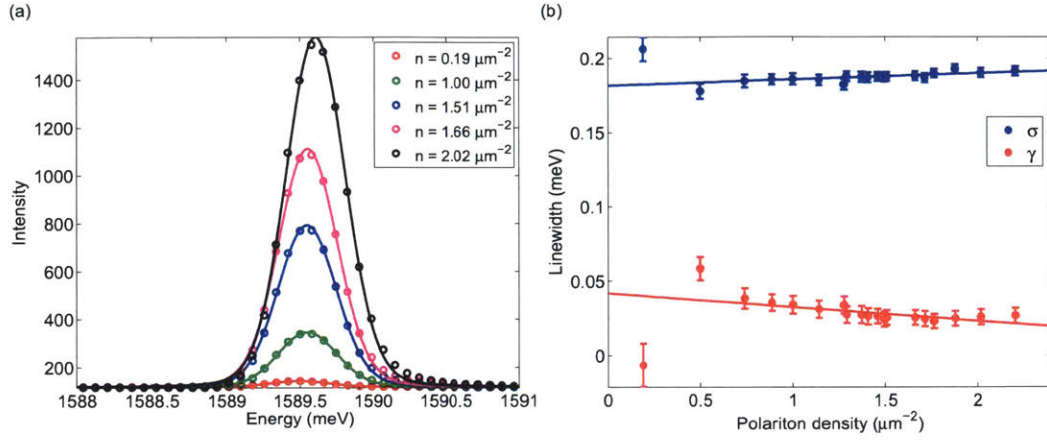 (a)
Intensity
1400
1200
1000
800
600
400
200
1588
1588.5
1589
1589.5
1590
1590.5
1591
Energy (meV)
n = 0.19 μm⁻²
n = 1.00 μm⁻²
n = 1.51 μm⁻²
n = 1.66 μm⁻²
n = 2.02 μm⁻²
(b)
Linewidth (meV)
0.2
0.15
0.1
0.05
0
0
0.5
1
1.5
2
Polariton density (μm⁻²)
σ
γ